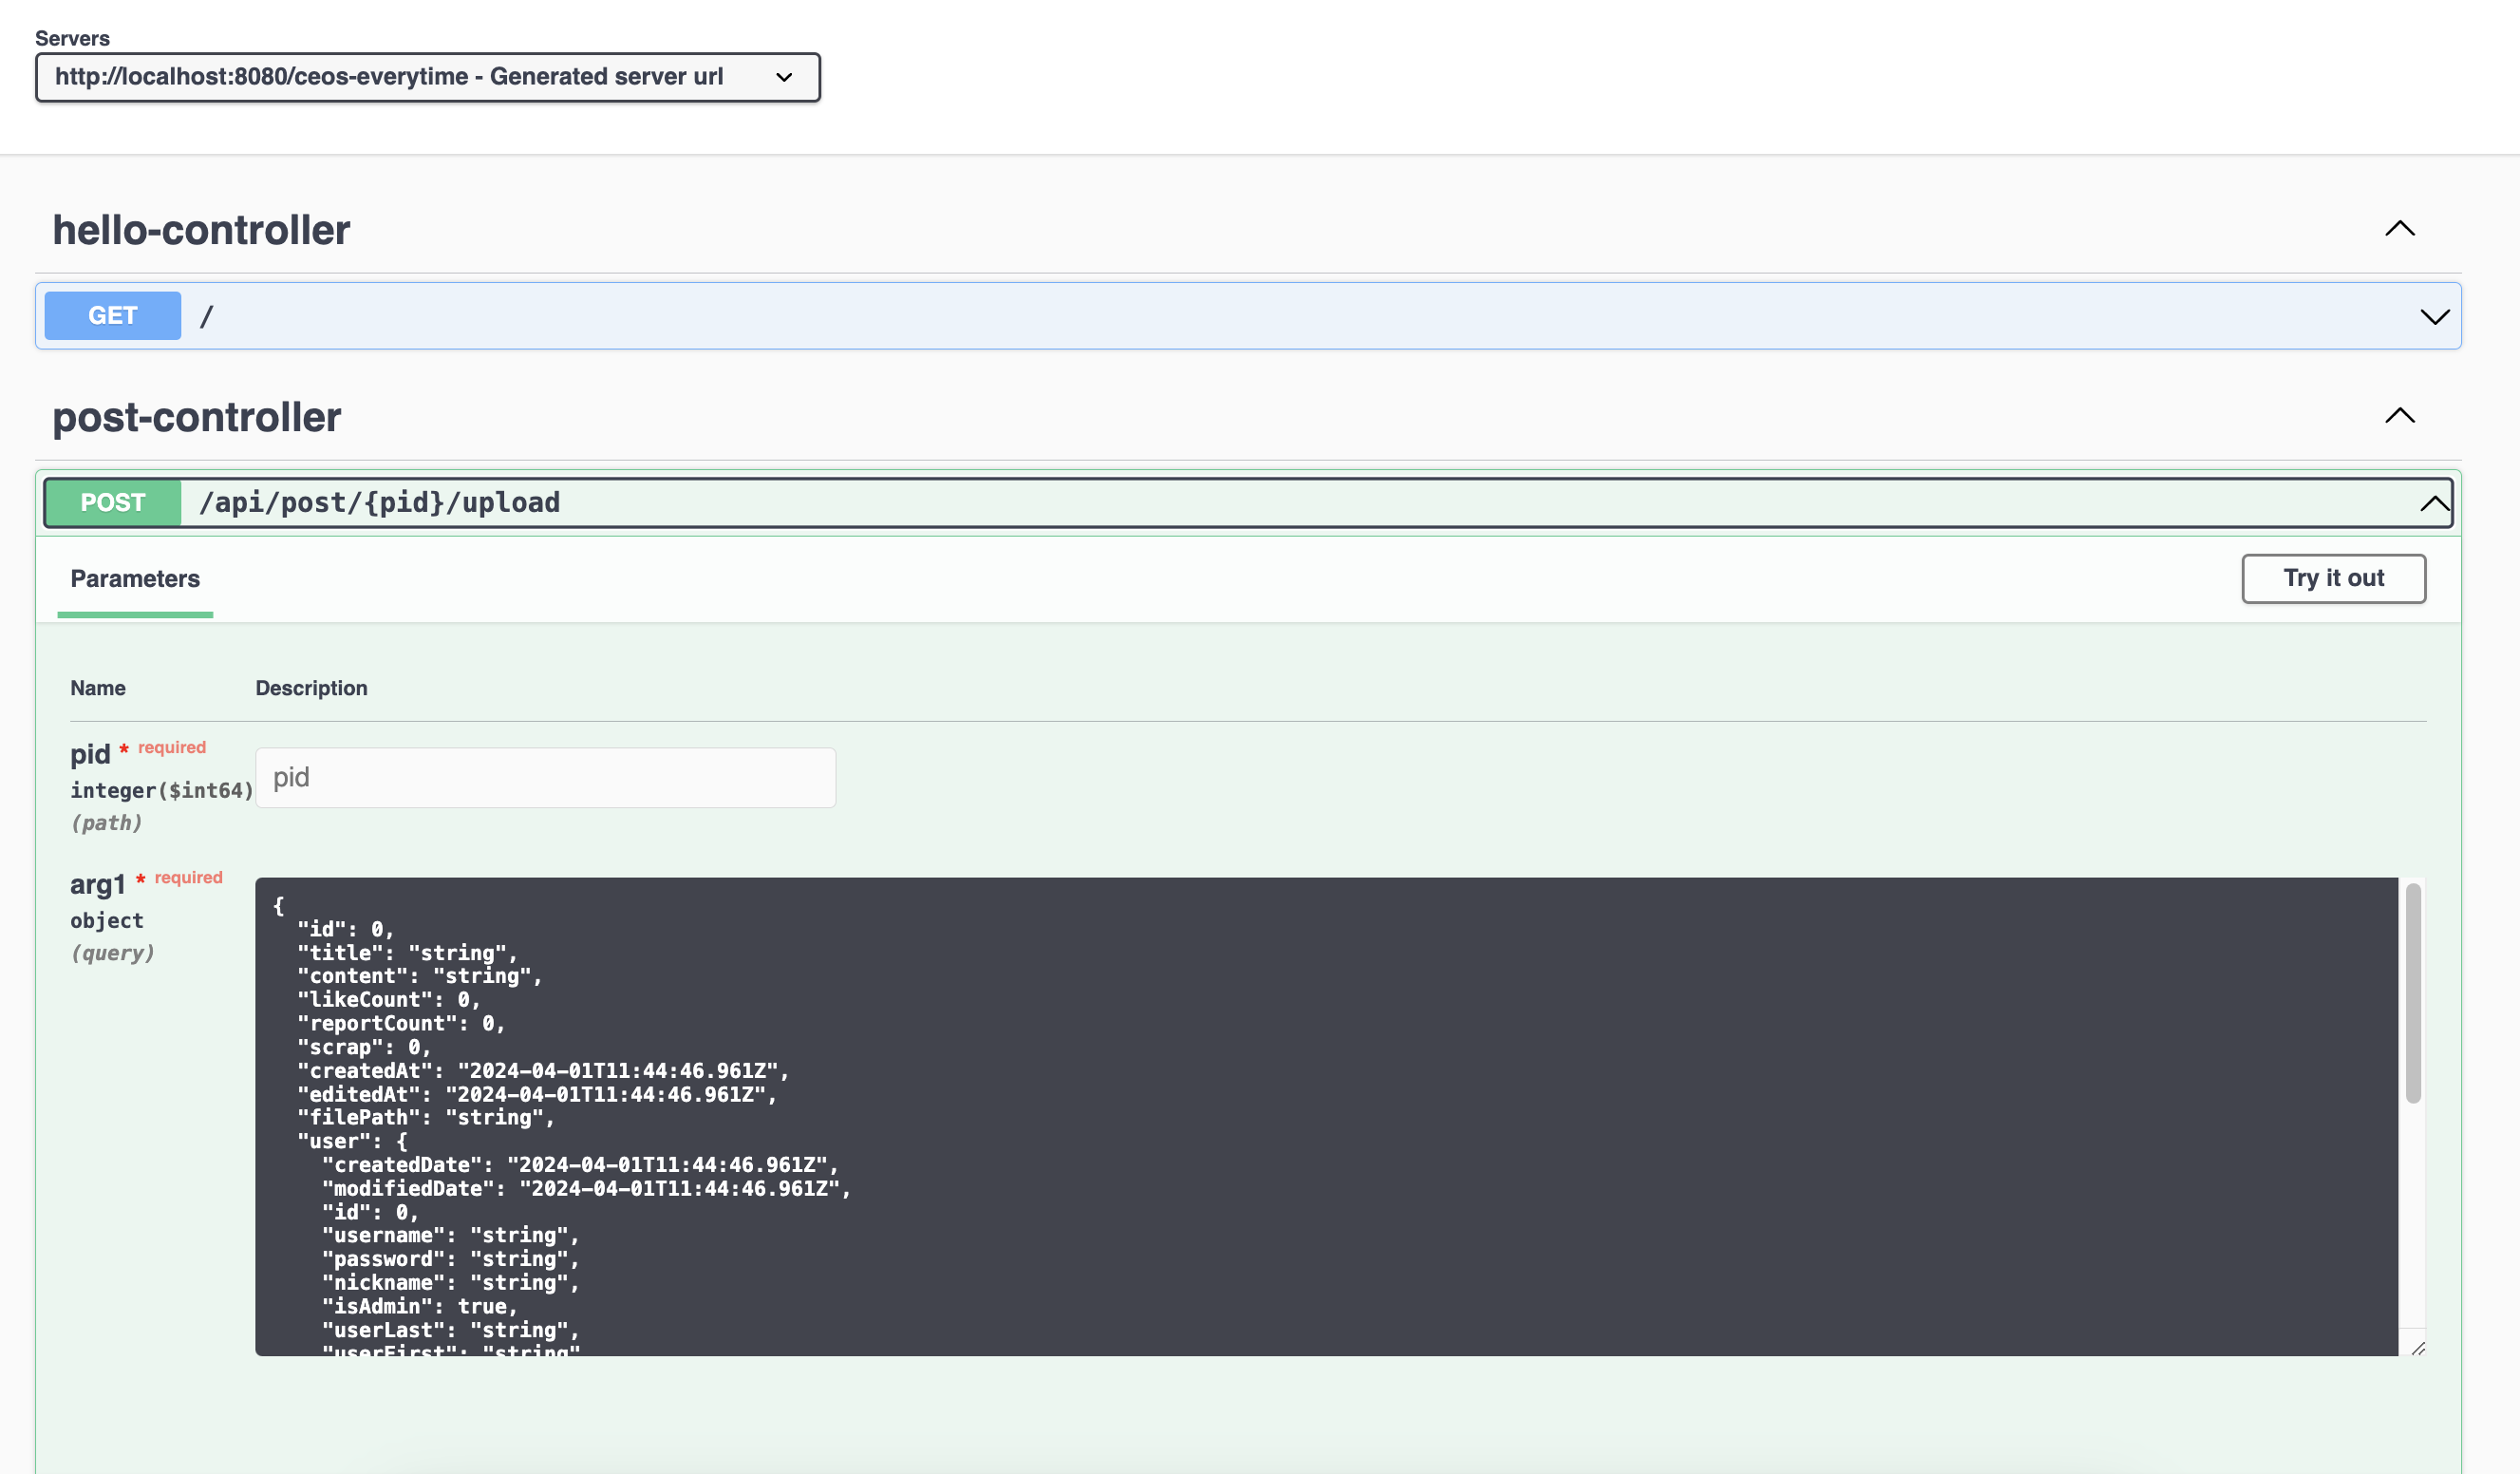 Servers
http://localhost:8080/ceos-everytime - Generated server url
hello-controller
GET /
post-controller
POST /api/post/{pid}/upload
Parameters
Try it out
Name Description
pid * required
integer($int64)
(path)
pid
arg1 * required
object
(query)
{
  "id": 0,
  "title": "string",
  "content": "string",
  "likeCount": 0,
  "reportCount": 0,
  "scrap": 0,
  "createdAt": "2024-04-01T11:44:46.961Z",
  "editedAt": "2024-04-01T11:44:46.961Z",
  "filePath": "string",
  "user": {
    "createdDate": "2024-04-01T11:44:46.961Z",
    "modifiedDate": "2024-04-01T11:44:46.961Z",
    "id": 0,
    "username": "string",
    "password": "string",
    "nickname": "string",
    "isAdmin": true,
    "userLast": "string",
    "userFirst": "string"